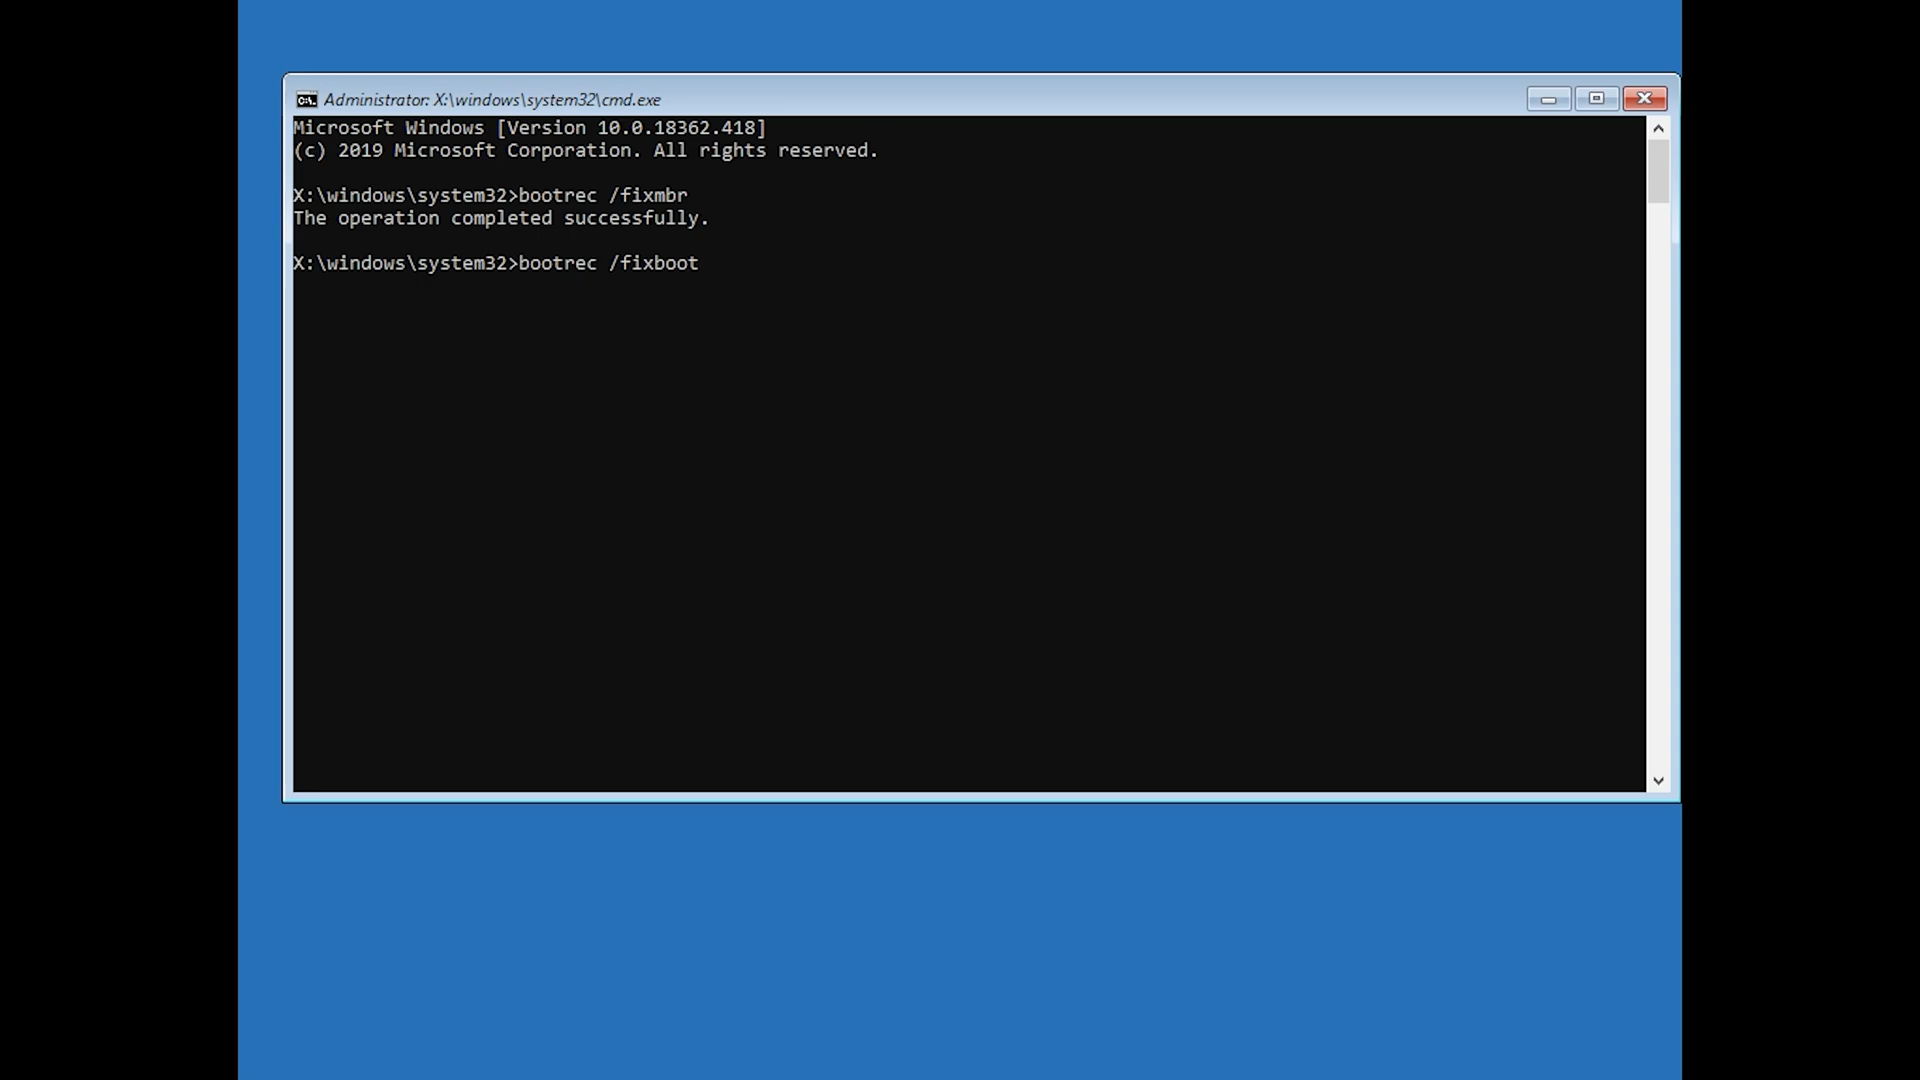 Administrator: X:\windows\system32\cmd.exe
Microsoft Windows [Version 10.0.18362.418]
(c) 2019 Microsoft Corporation. All rights reserved.
X:\windows\system32>bootrec /fixmbr
The operation completed successfully.
X:\windows\system32>bootrec /fixboot